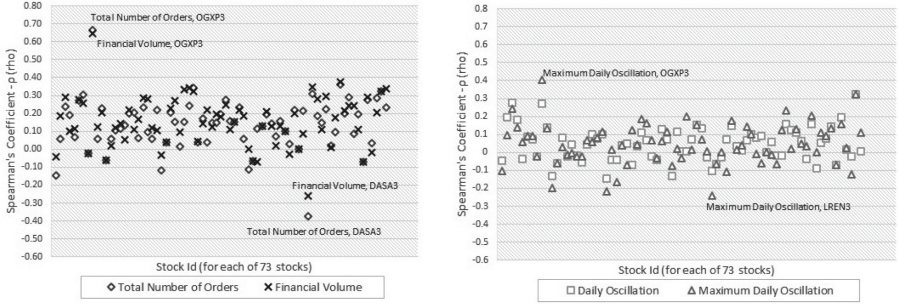 0.80
0.70
0.60
0.50
0.40
0.30
0.20
0.10
0.00
-0.10
-0.20
-0.30
-0.40
-0.50
-0.60
Spearman's Coefficient - ρ (rho)
Total Number of Orders, OGXP3
Financial Volume, OGXP3
Financial Volume, DASA3
Total Number of Orders, DASA3
Stock Id (for each of 73 stocks)
Total Number of Orders Financial Volume
0.8
0.7
0.6
0.5
0.4
0.3
0.2
0.1
0
-0.1
-0.2
-0.3
-0.4
-0.5
-0.6
Spearman's Coefficient - ρ (rho)
Maximum Daily Oscillation, OGXP3
Maximum Daily Oscillation, LREN3
Stock Id (for each of 73 stocks)
Daily Oscillation Maximum Daily Oscillation